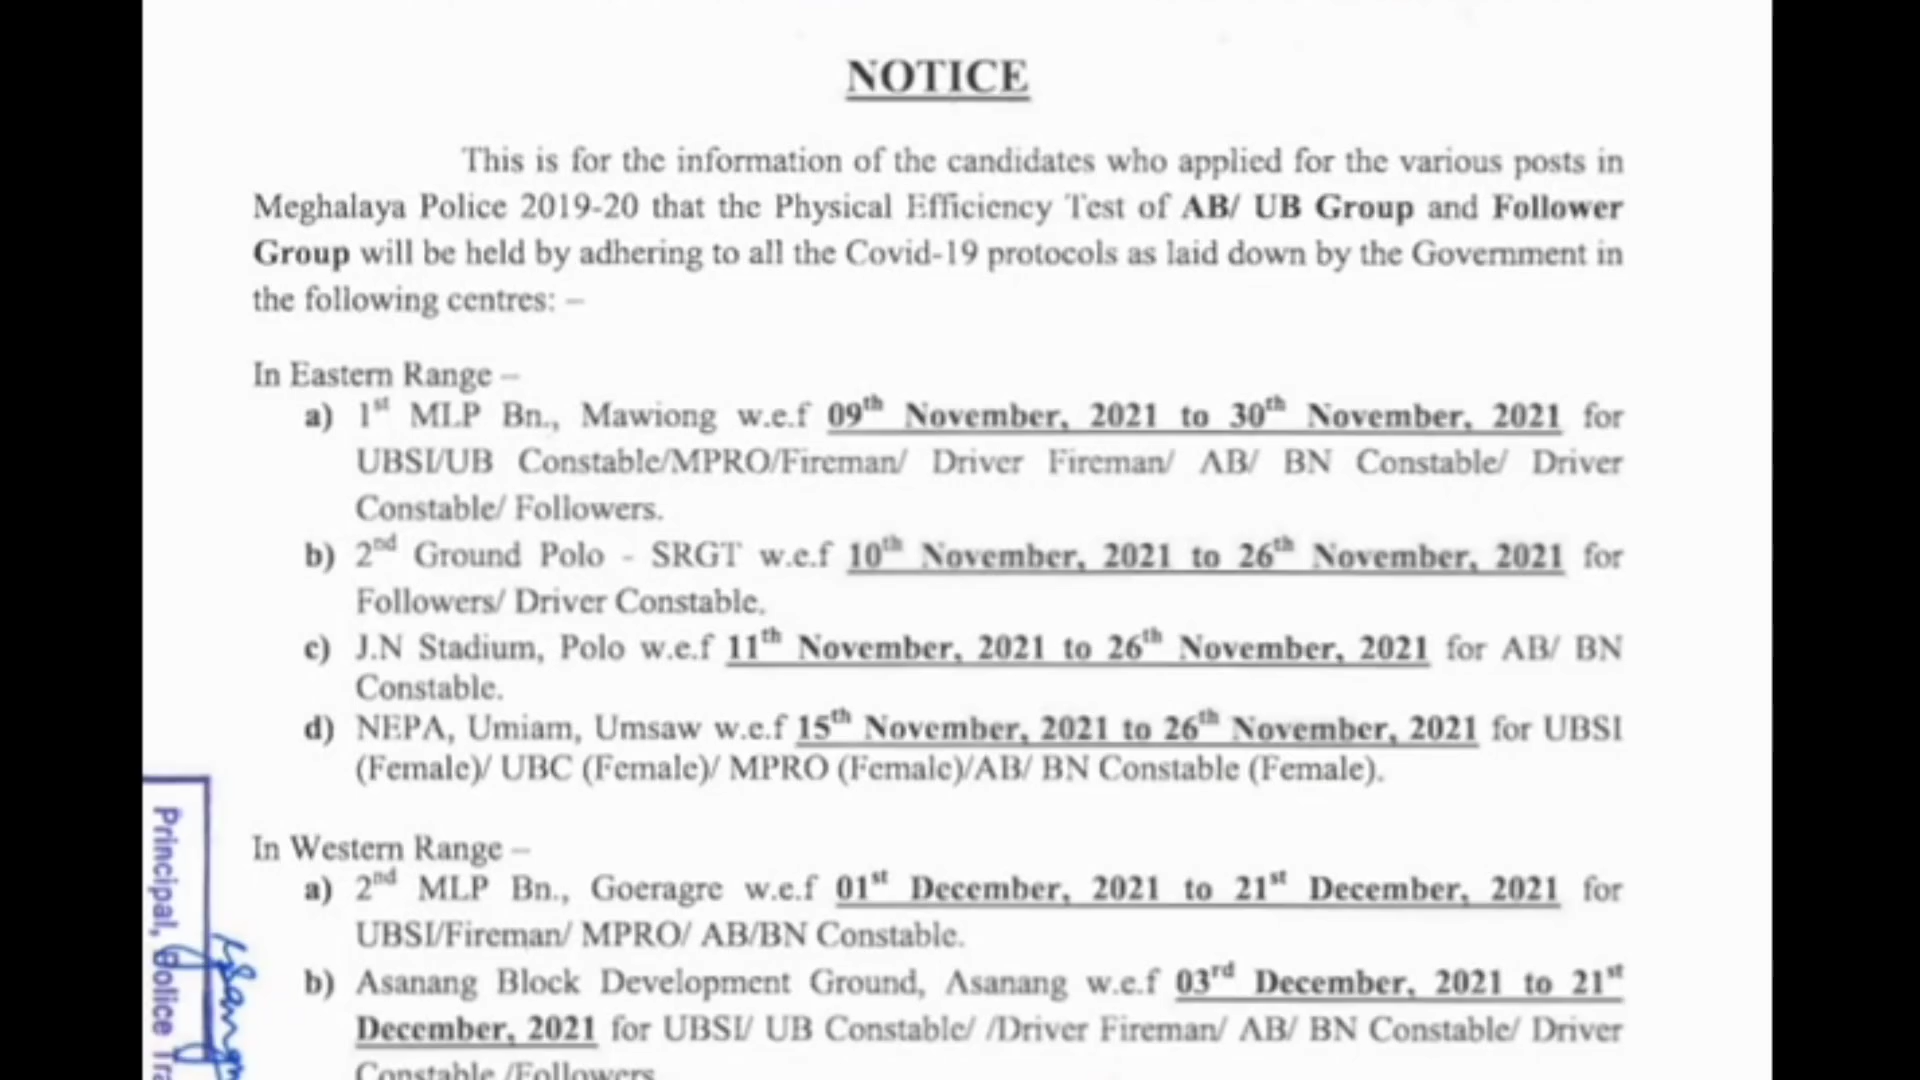 NOTICE
This is for the information of the candidates who applied for the various posts in
Meghalaya Police 2019-20 that the Physical Efficiency Test of AB/ UB Group and Follower
Group will be held by adhering to all the Covid-19 protocols as laid down by the Government in
the following centres: –
In Eastern Range –
a) 1st MLP Bn., Mawiong w.e.f 09th November, 2021 to 30th November, 2021 for
UBSI/UB Constable/MPRO/Fireman/ Driver Fireman/ AB/ BN Constable/ Driver
Constable/ Followers.
b) 2nd Ground Polo - SRGT w.e.f 10th November, 2021 to 26th November, 2021 for
Followers/ Driver Constable.
c) J.N Stadium, Polo w.e.f 11th November, 2021 to 26th November, 2021 for AB/ BN
Constable.
d) NEPA, Umiam, Umsaw w.e.f 15th November, 2021 to 26th November, 2021 for UBSI
(Female)/ UBC (Female)/ MPRO (Female)/AB/ BN Constable (Female).
In Western Range –
a) 2nd MLP Bn., Goeragre w.e.f 01st December, 2021 to 21st December, 2021 for
UBSI/Fireman/ MPRO/ AB/BN Constable.
b) Asanang Block Development Ground, Asanang w.e.f 03rd December, 2021 to 21st
December, 2021 for UBSI/ UB Constable/ /Driver Fireman/ AB/ BN Constable/ Driver
Constable /Followers.
Principal, Police Tra